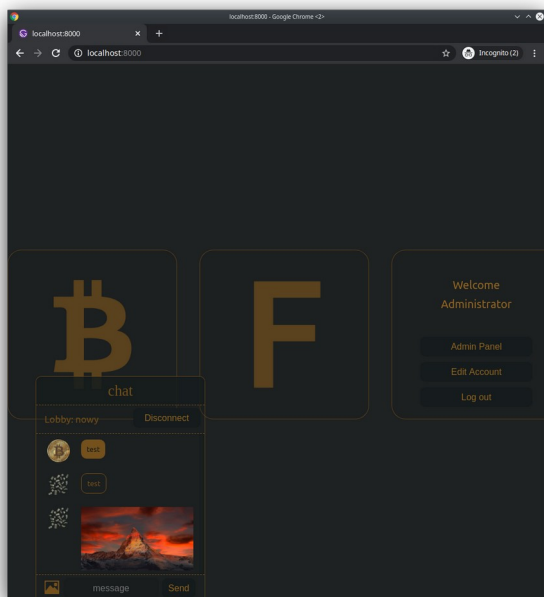 localhost:8000 - Google Chrome <2>
localhost:8000
localhost:8000
Incognito (2)
F
Welcome
Administrator
Admin Panel
Edit Account
Log out
chat
Lobby: nowy
Disconnect
test
test
message
Send